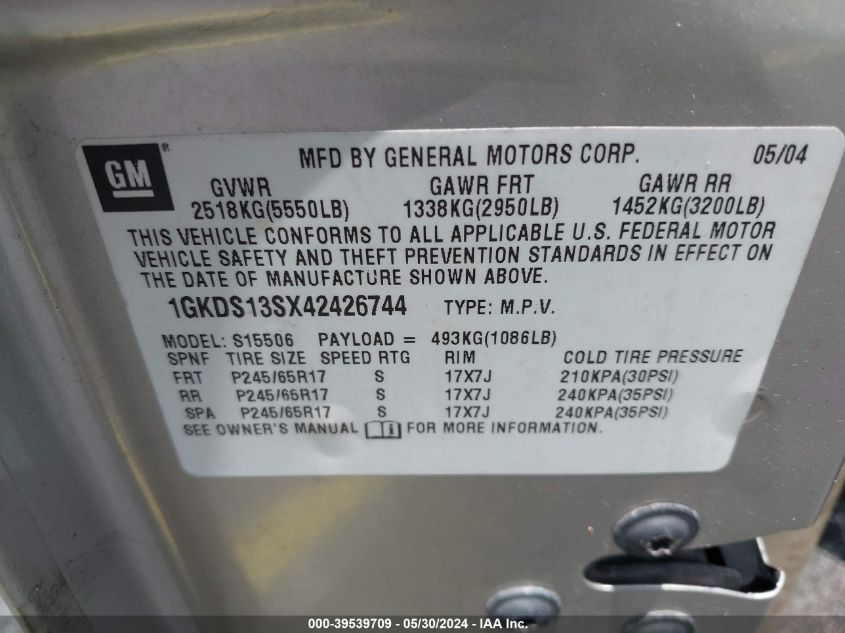 GM®
MFD BY GENERAL MOTORS CORP. 05/04
GVWR GAWR FRT GAWR RR
2518KG(5550LB) 1338KG(2950LB) 1452KG(3200LB)
THIS VEHICLE CONFORMS TO ALL APPLICABLE U.S. FEDERAL MOTOR
VEHICLE SAFETY AND THEFT PREVENTION STANDARDS IN EFFECT ON
THE DATE OF MANUFACTURE SHOWN ABOVE.
1GKDS13SX42426744 TYPE: M.P.V.
MODEL: S15506 PAYLOAD = 493KG(1086LB)
SPNF TIRE SIZE SPEED RTG RIM COLD TIRE PRESSURE
FRT P245/65R17 S 17X7J 210KPA(30PSI)
RR P245/65R17 S 17X7J 240KPA(35PSI)
SPA P245/65R17 S 17X7J 240KPA(35PSI)
SEE OWNER'S MANUAL i FOR MORE INFORMATION.
000-39539709 - 05/30/2024 - IAA Inc.